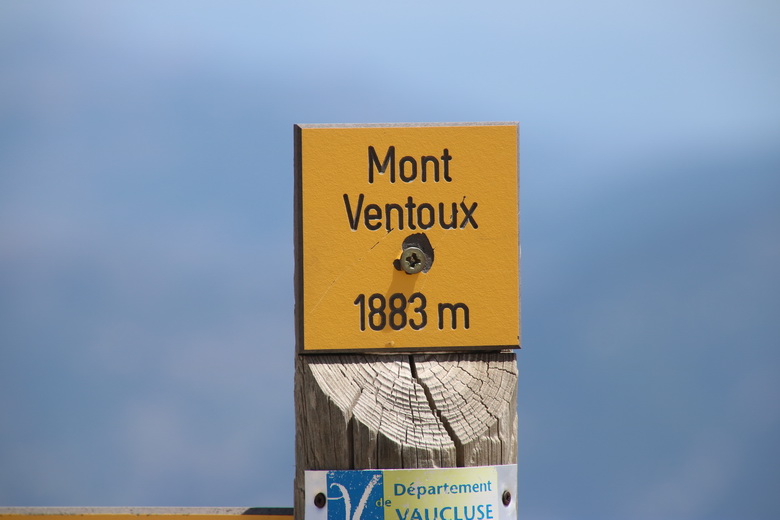 Mont
Ventoux
1883 m
Département
de VAUCLUSE